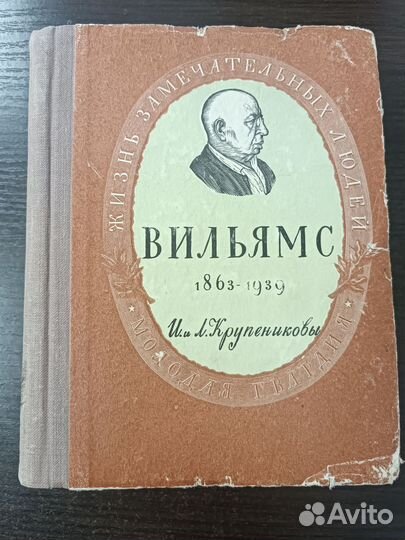 ЖИЗНЬ ЗАМЕЧАТЕЛЬНЫХ ЛЮДЕЙ
ВИЛЬЯМС
1863-1939
И. и Л. Крупениковы
МОЛОДАЯ ГВАРДИЯ
Avito